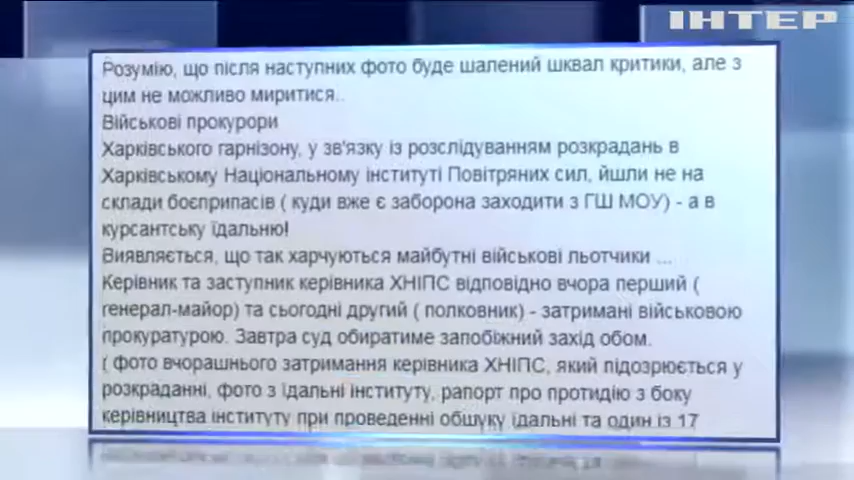 ІНТЕР
Розумію, що після наступних фото буде шалений шквал критики, але з
цим не можливо миритися..
Військові прокурори
Харківського гарнізону, у зв'язку із розслідуванням розкрадань в
Харківському Національному інституті Повітряних сил, йшли не на
склади боєприпасів ( куди вже є заборона заходити з ГШ МОУ) - а в
курсантську їдальню!
Виявляється, що так харчуються майбутні військові льотчики ...
Керівник та заступник керівника ХНІПС відповідно вчора перший (
генерал-майор) та сьогодні другий ( полковник) - затримані військовою
прокуратурою. Завтра суд обиратиме запобіжний захід обом.
( фото вчорашнього затримання керівника ХНІПС, який підозрюється у
розкраданні, фото з їдальні інституту, рапорт про протидію з боку
керівництва інституту при проведенні обшуку їдальні та один із 17